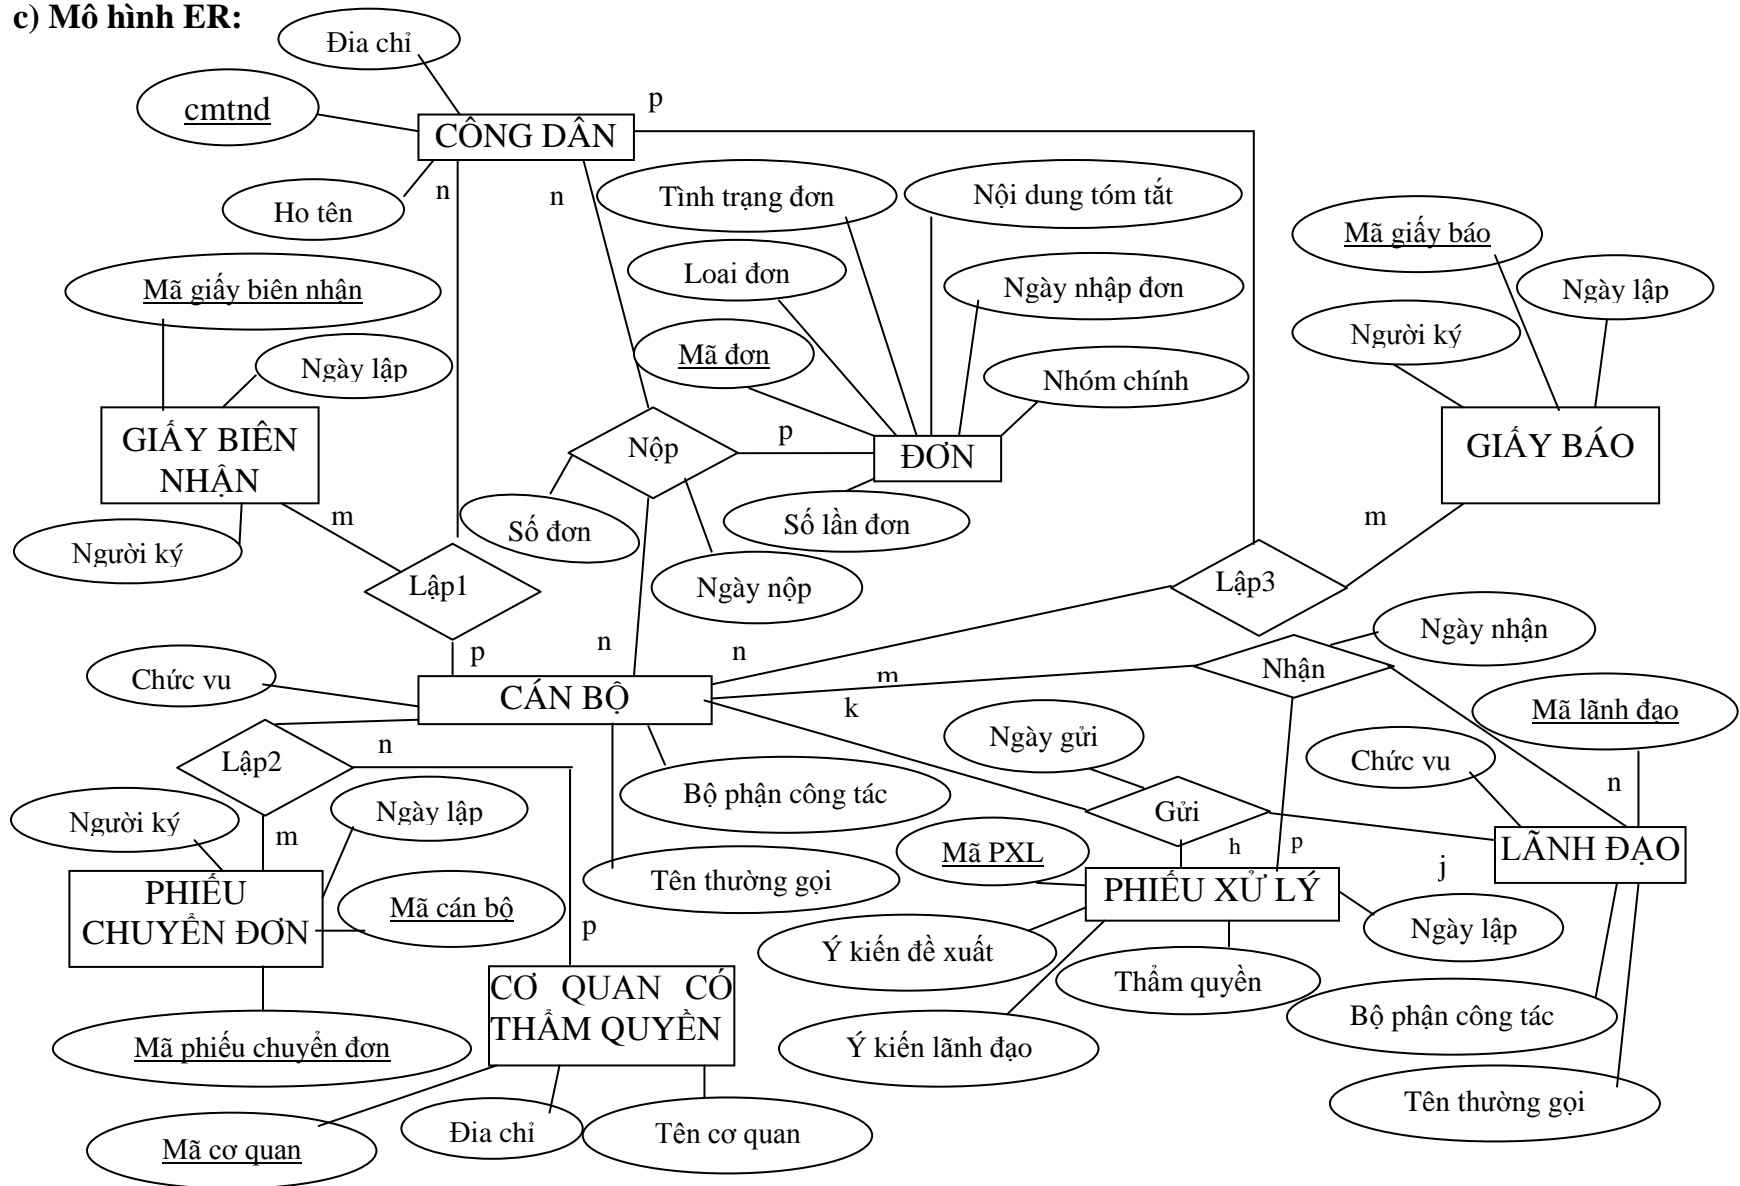 c) Mô hình ER:
Đia chỉ
cmtnd
p
CÔNG DÂN
n
n
Ho tên
Tình trạng đơn
Nội dung tóm tắt
Loai đơn
Ngày nhập đơn
Mã đơn
Nhóm chính
Mã giấy báo
Ngày lập
Người ký
Mã giấy biên nhận
Ngày lập
GIẤY BIÊN
NHẬN
Nộp
p
ĐƠN
GIẤY BÁO
m
Số đơn
Số lần đơn
m
Người ký
Ngày nộp
Lập1
Lập3
p
n
n
Ngày nhận
Chức vu
CÁN BỘ
m
Nhận
k
Mã lãnh đạo
Lập2
n
Ngày gửi
Chức vu
n
Bộ phận công tác
Người ký
Ngày lập
m
Gửi
Mã PXL
h
p
j
LÃNH ĐẠO
Tên thường gọi
PHIẾU
CHUYỂN ĐƠN
Mã cán bộ
PHIẾU XỬ LÝ
p
Ngày lập
Ý kiến đề xuất
Thẩm quyền
CƠ QUAN CÓ
THẨM QUYỀN
Bộ phận công tác
Mã phiếu chuyển đơn
Ý kiến lãnh đạo
Tên thường gọi
Mã cơ quan
Đia chỉ
Tên cơ quan